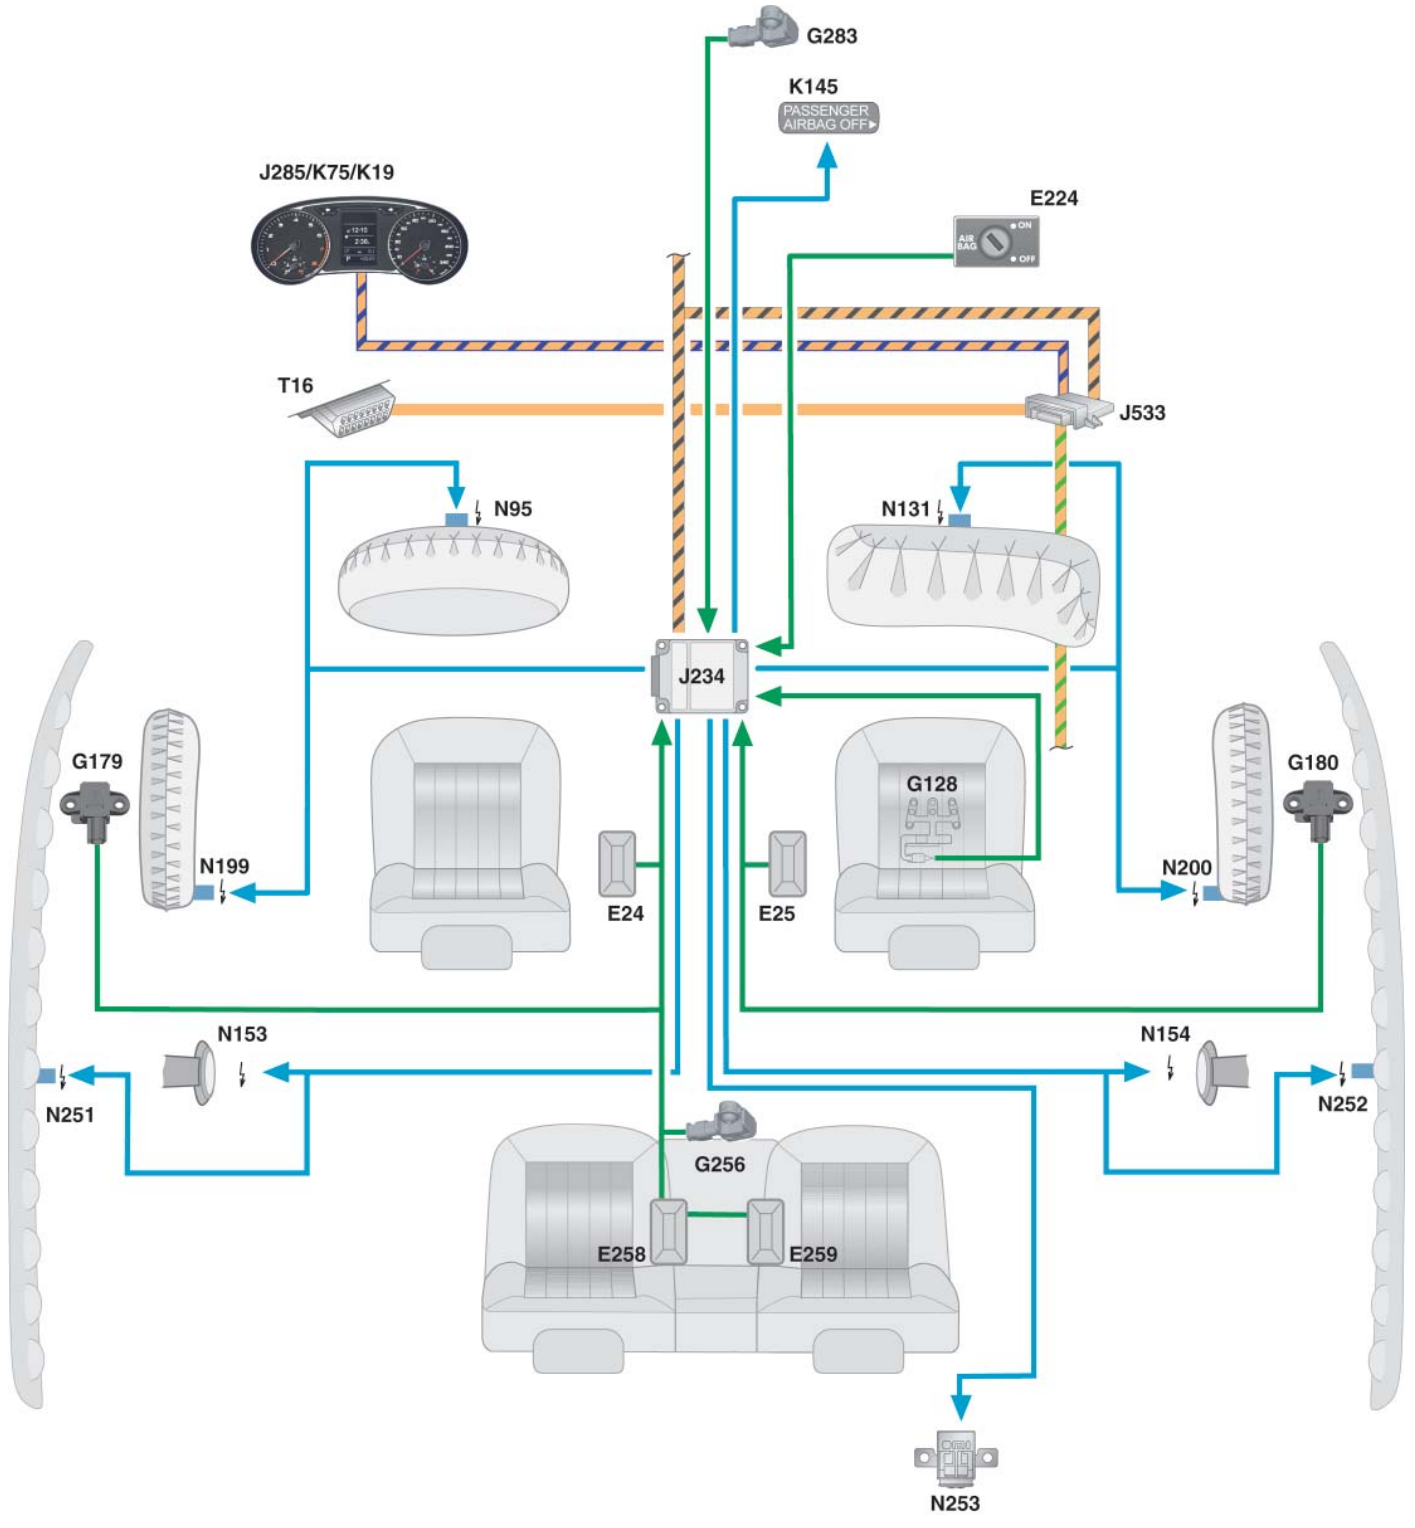 G283
K145
PASSENGER
AIRBAG OFF
J285/K75/K19
E224
ON
AIR
BAG
OFF
T16
J533
N95
N131
J234
G179
G128
G180
N199
N200
E24
E25
N153
N154
N251
N252
G256
E258
E259
N253